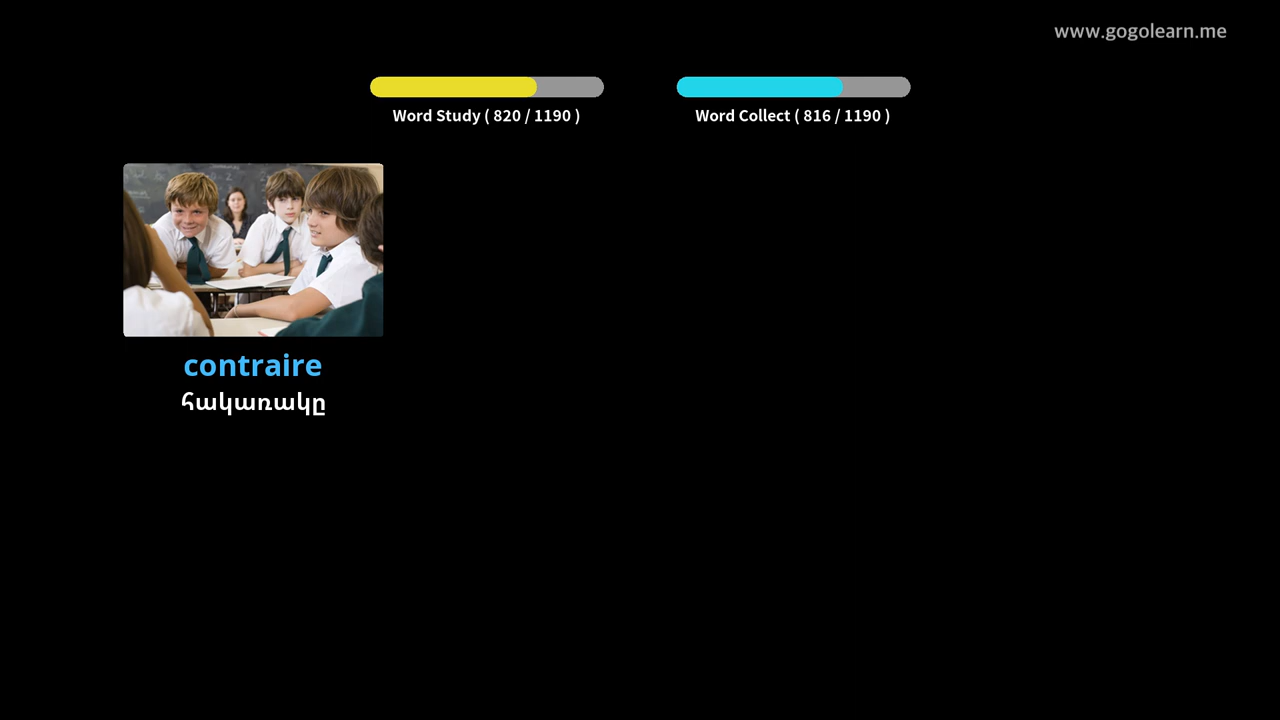 www.gogolearn.me
Word Study ( 820 / 1190 )
Word Collect ( 816 / 1190 )
contraire
հակառակը